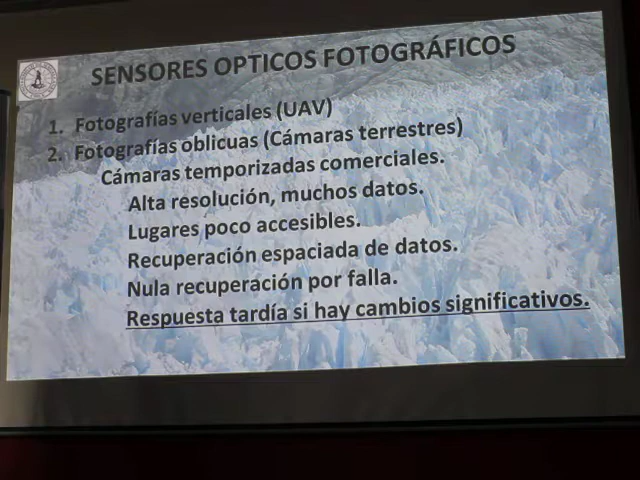 SENSORES OPTICOS FOTOGRÁFICOS
1. Fotografías verticales (UAV)
2. Fotografías oblicuas (Cámaras terrestres)
Cámaras temporizadas comerciales.
Alta resolución, muchos datos.
Lugares poco accesibles.
Recuperación espaciada de datos.
Nula recuperación por falla.
Respuesta tardía si hay cambios significativos.